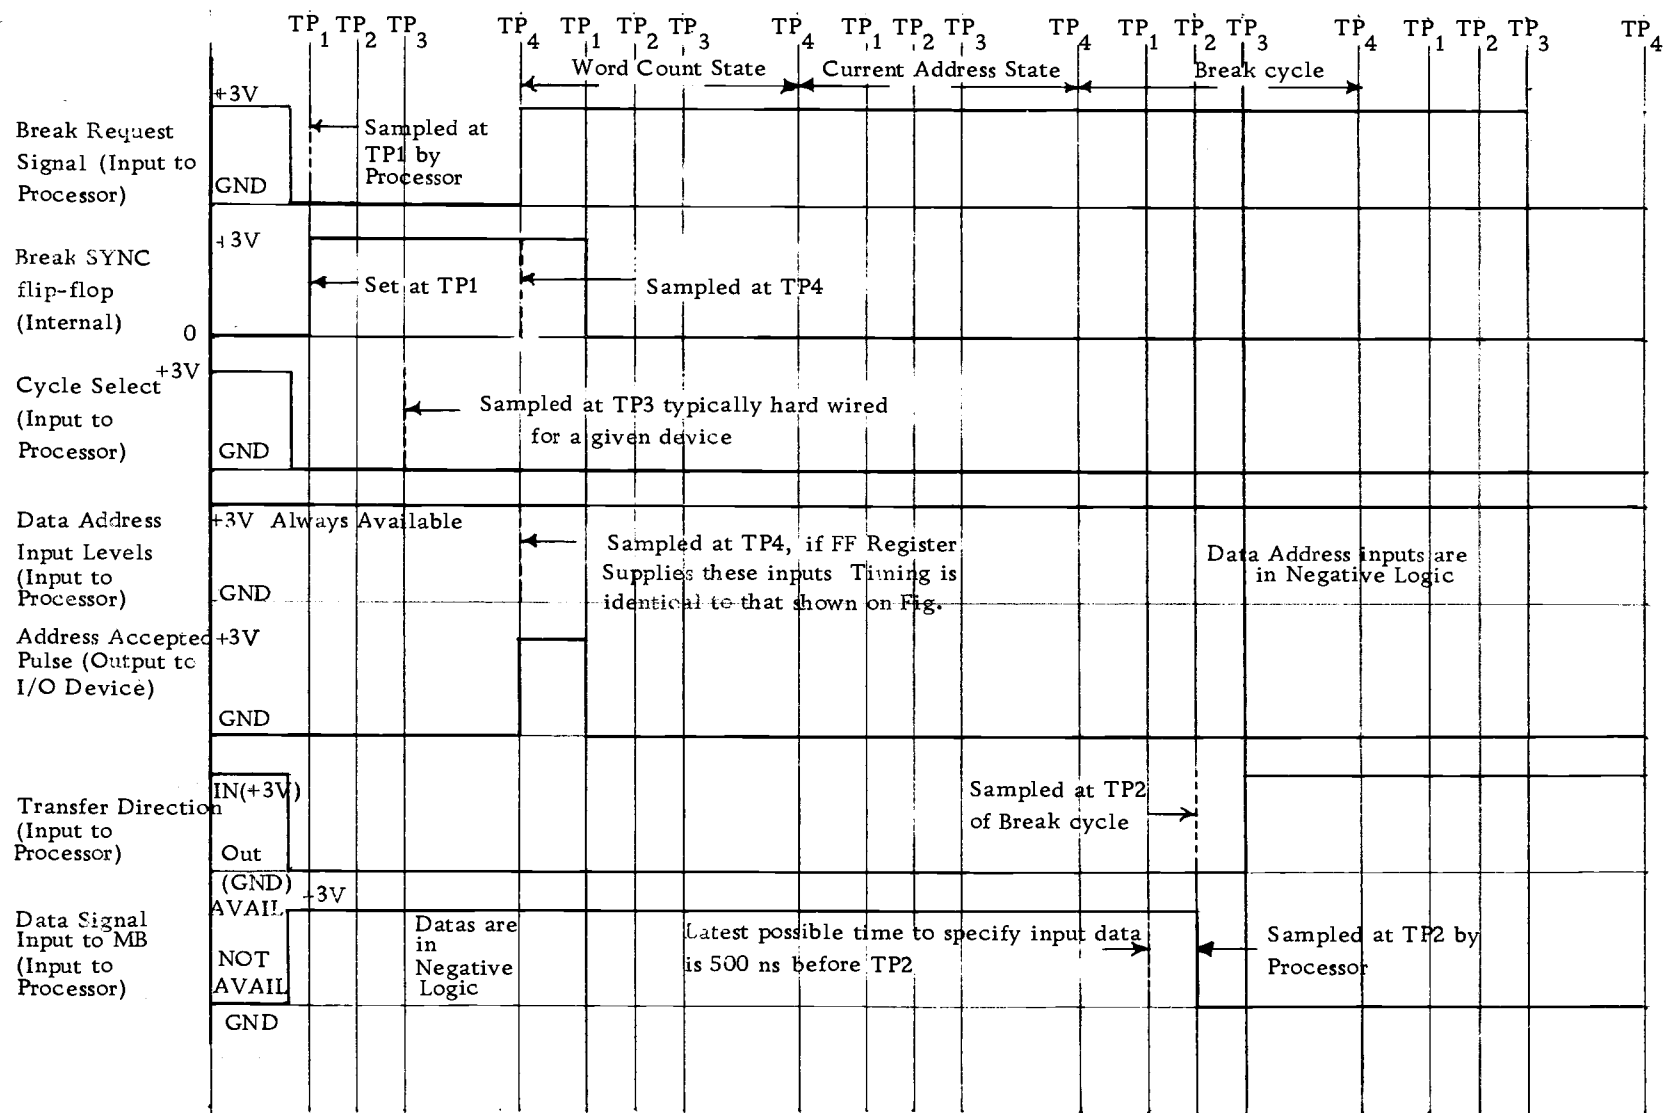 TP1 TP2 TP3 TP4 TP1 TP2 TP3 TP4 TP1 TP2 TP3 TP4 TP1 TP2 TP3 TP4 TP1 TP2 TP3 TP4
Word Count State
Current Address State
Break cycle
+3V
Break Request
Signal (Input to
Processor)
GND
Sampled at
TP1 by
Processor
+3V
Break SYNC
flip-flop
(Internal)
0
Set at TP1
Sampled at TP4
+3V
Cycle Select
(Input to
Processor)
GND
Sampled at TP3 typically hard wired
for a given device
Data Address
Input Levels
(Input to
Processor)
+3V Always Available
GND
Sampled at TP4, if FF Register
Supplies these inputs Timing is
identical to that shown on Fig.
Data Address inputs are
in Negative Logic
Address Accepted
Pulse (Output to
I/O Device)
+3V
GND
Transfer Direction
(Input to
Processor)
IN(+3V)
Out
(GND)
Sampled at TP2
of Break cycle
Data Signal
Input to MB
(Input to
Processor)
AVAIL
+3V
NOT
AVAIL
GND
Datas are
in
Negative
Logic
Latest possible time to specify input data
is 500 ns before TP2
Sampled at TP2 by
Processor